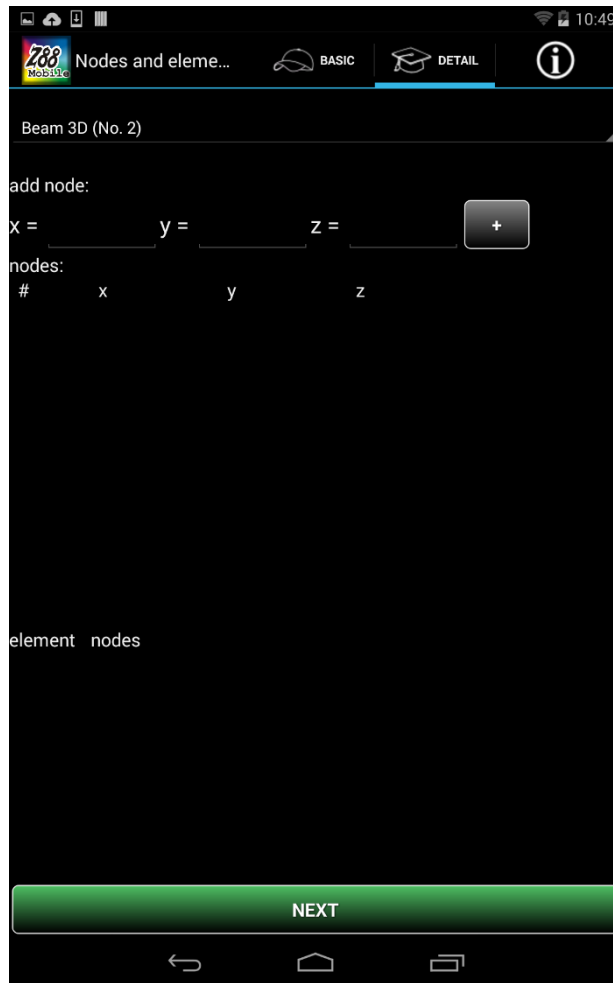 10:49
Z88
Mobile
Nodes and eleme...
BASIC
DETAIL
Beam 3D (No. 2)
add node:
x = y = z = +
nodes:
# x y z
element nodes
NEXT